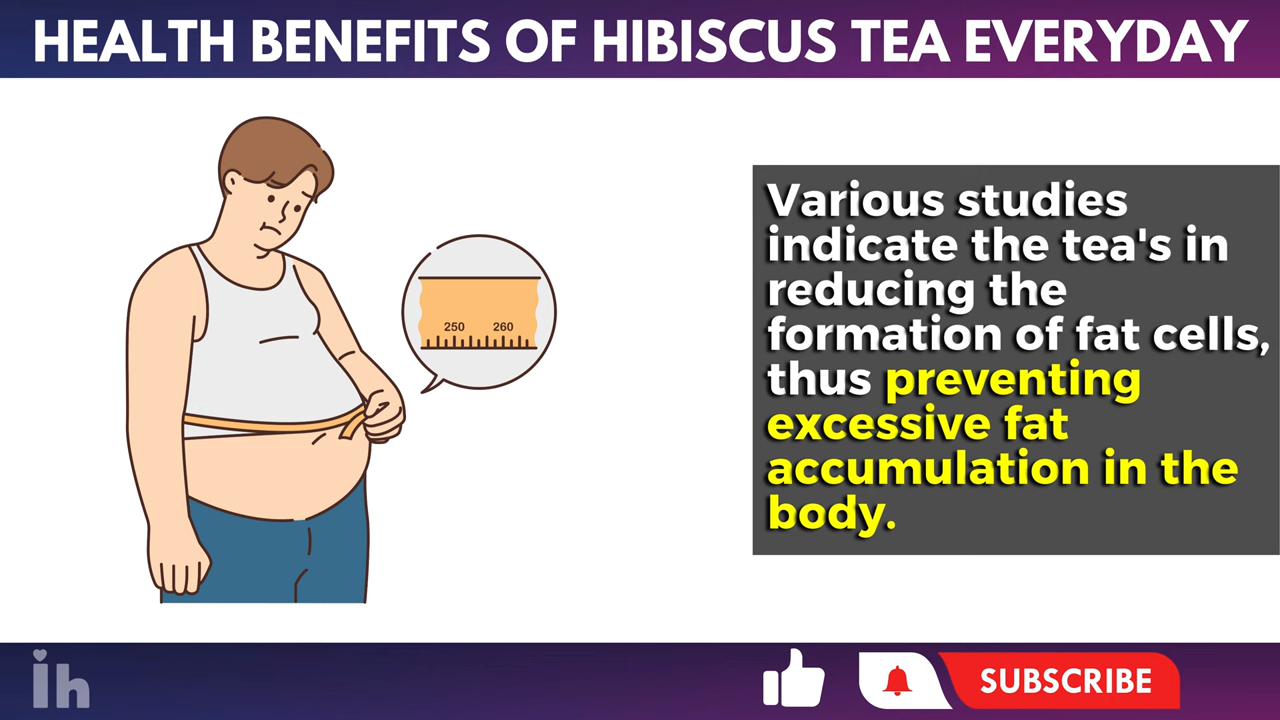 HEALTH BENEFITS OF HIBISCUS TEA EVERYDAY
250 260
Various studies
indicate the tea's in
reducing the
formation of fat cells,
thus preventing
excessive fat
accumulation in the
body.
ih
SUBSCRIBE